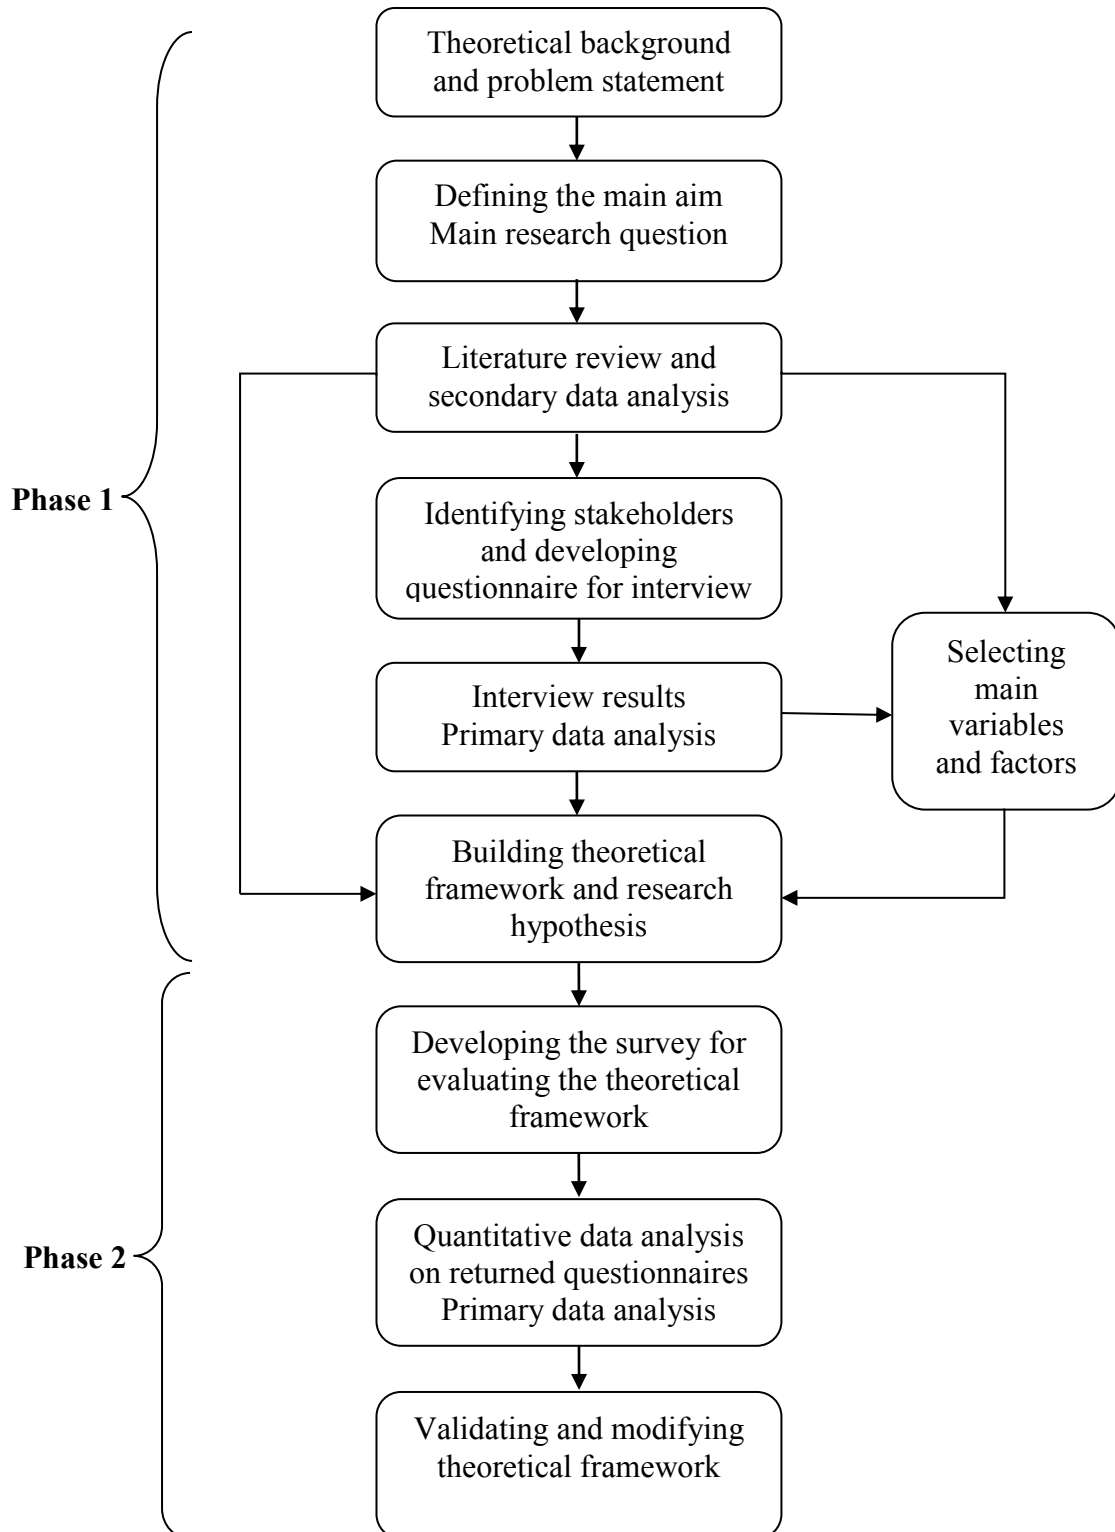 Theoretical background
and problem statement
Defining the main aim
Main research question
Literature review and
secondary data analysis
Phase 1
Identifying stakeholders
and developing
questionnaire for interview
Selecting
main
variables
and factors
Interview results
Primary data analysis
Building theoretical
framework and research
hypothesis
Developing the survey for
evaluating the theoretical
framework
Phase 2
Quantitative data analysis
on returned questionnaires
Primary data analysis
Validating and modifying
theoretical framework